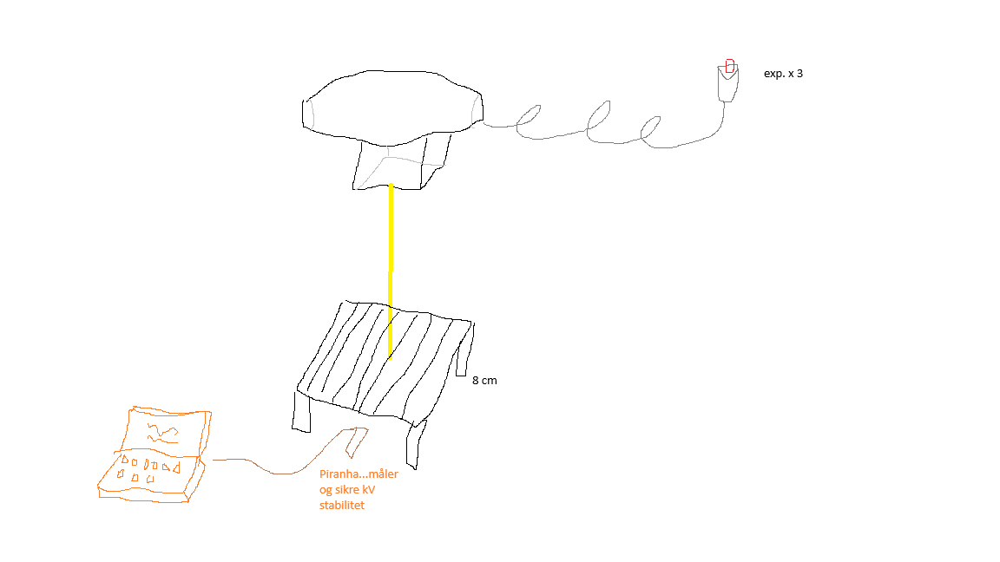 exp. x 3
8 cm
Piranha...måler
og sikre kV
stabilitet